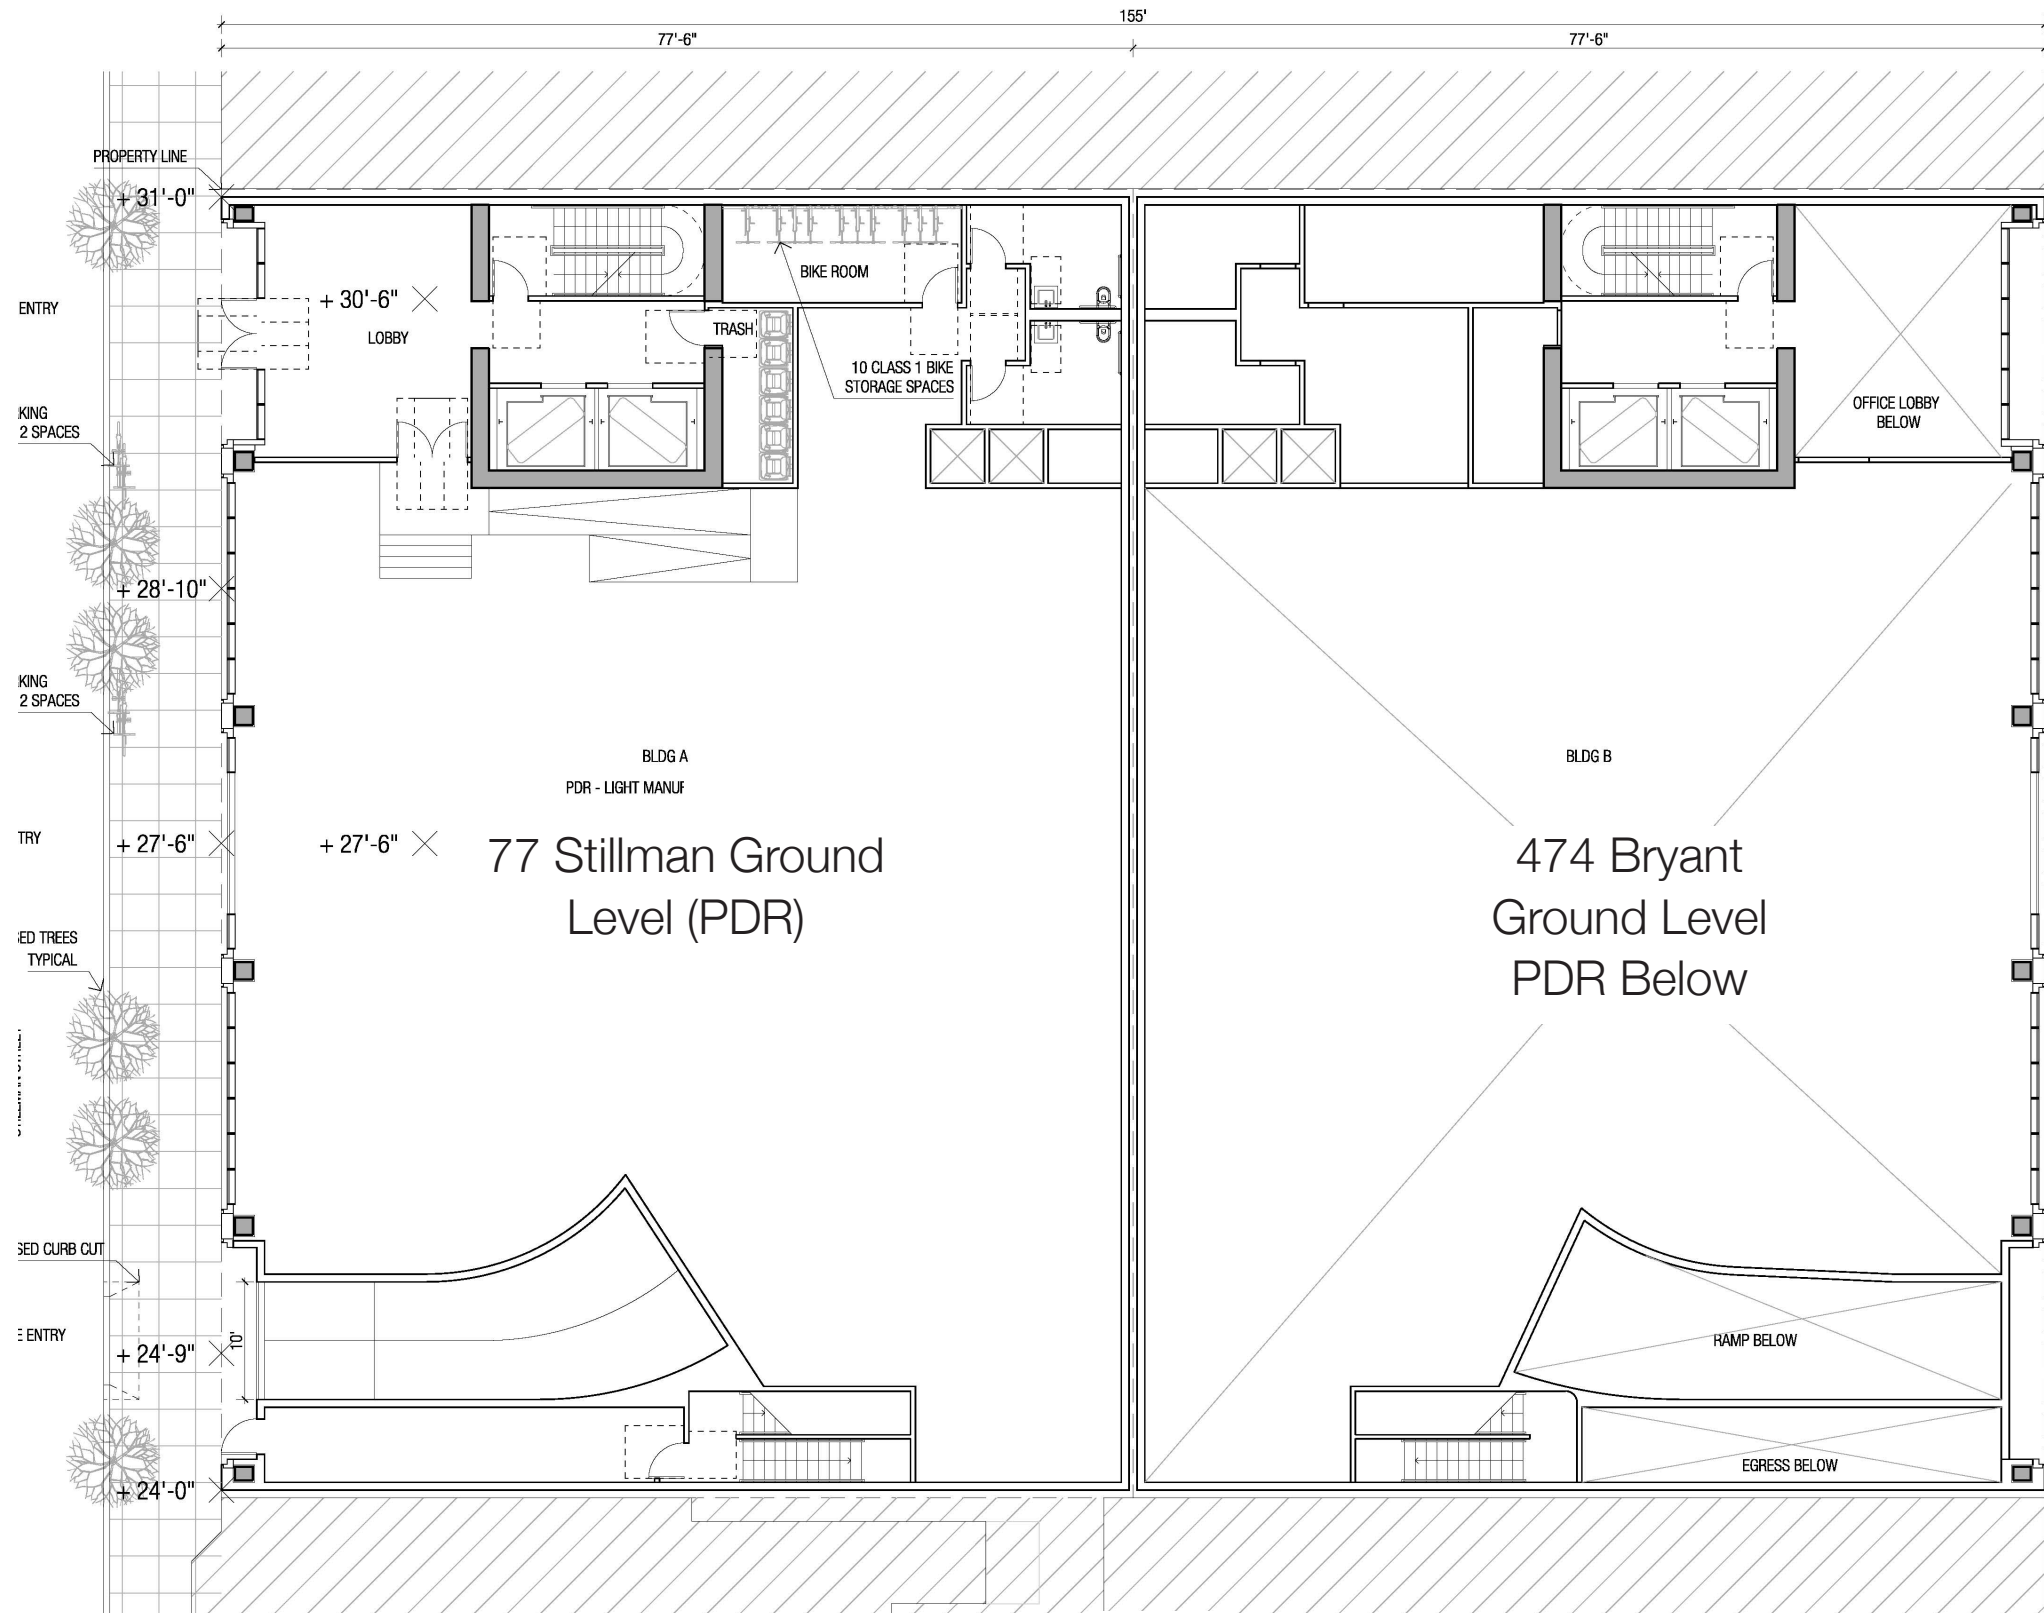 155'
77'-6"
77'-6"
PROPERTY LINE
+ 31'-0"
ENTRY
+ 30'-6"
LOBBY
BIKE ROOM
TRASH
10 CLASS 1 BIKE
STORAGE SPACES
OFFICE LOBBY
BELOW
KING
2 SPACES
+ 28'-10"
KING
2 SPACES
BLDG A
PDR - LIGHT MANUF
BLDG B
TRY
+ 27'-6"
+ 27'-6"
77 Stillman Ground
Level (PDR)
474 Bryant
Ground Level
PDR Below
SED TREES
TYPICAL
SED CURB CUT
10'
E ENTRY
+ 24'-9"
RAMP BELOW
EGRESS BELOW
+ 24'-0"